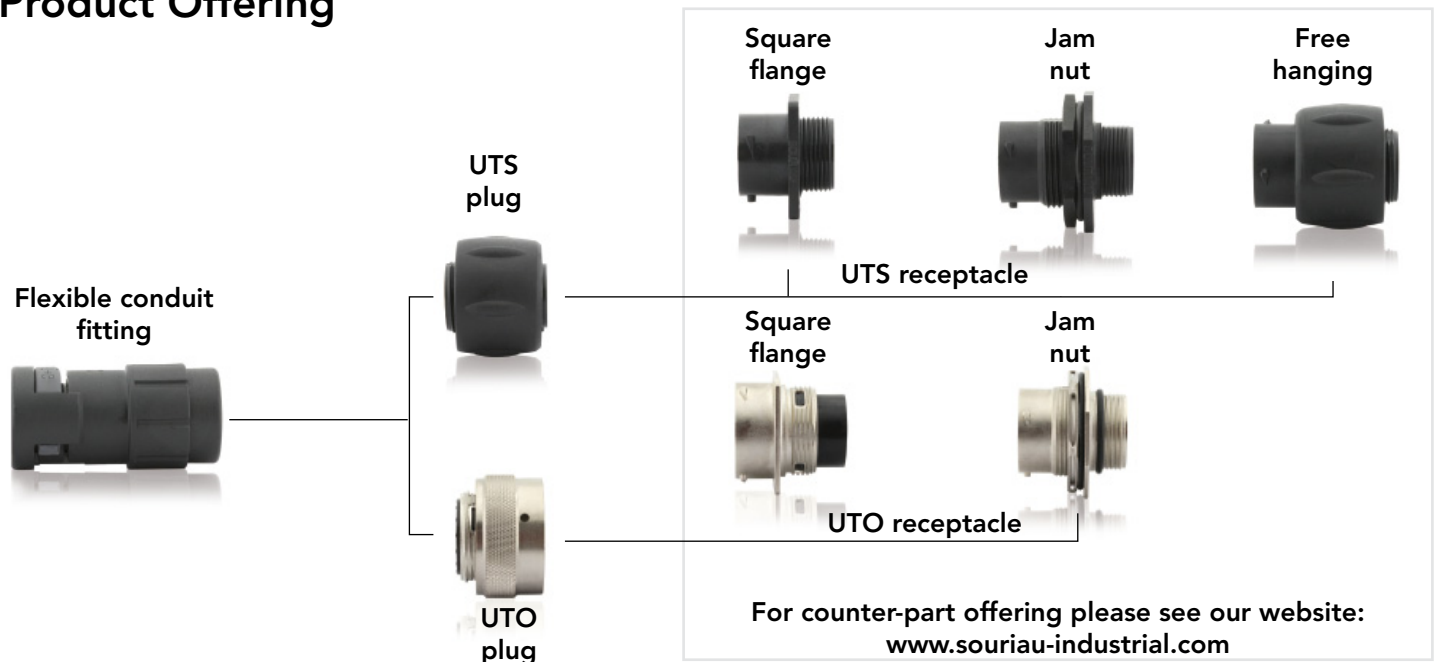 Product Offering
Square
flange
Jam
nut
Free
hanging
UTS
plug
UTS receptacle
Flexible conduit
fitting
Square
flange
Jam
nut
UTO receptacle
UTO
plug
For counter-part offering please see our website:
www.souriau-industrial.com